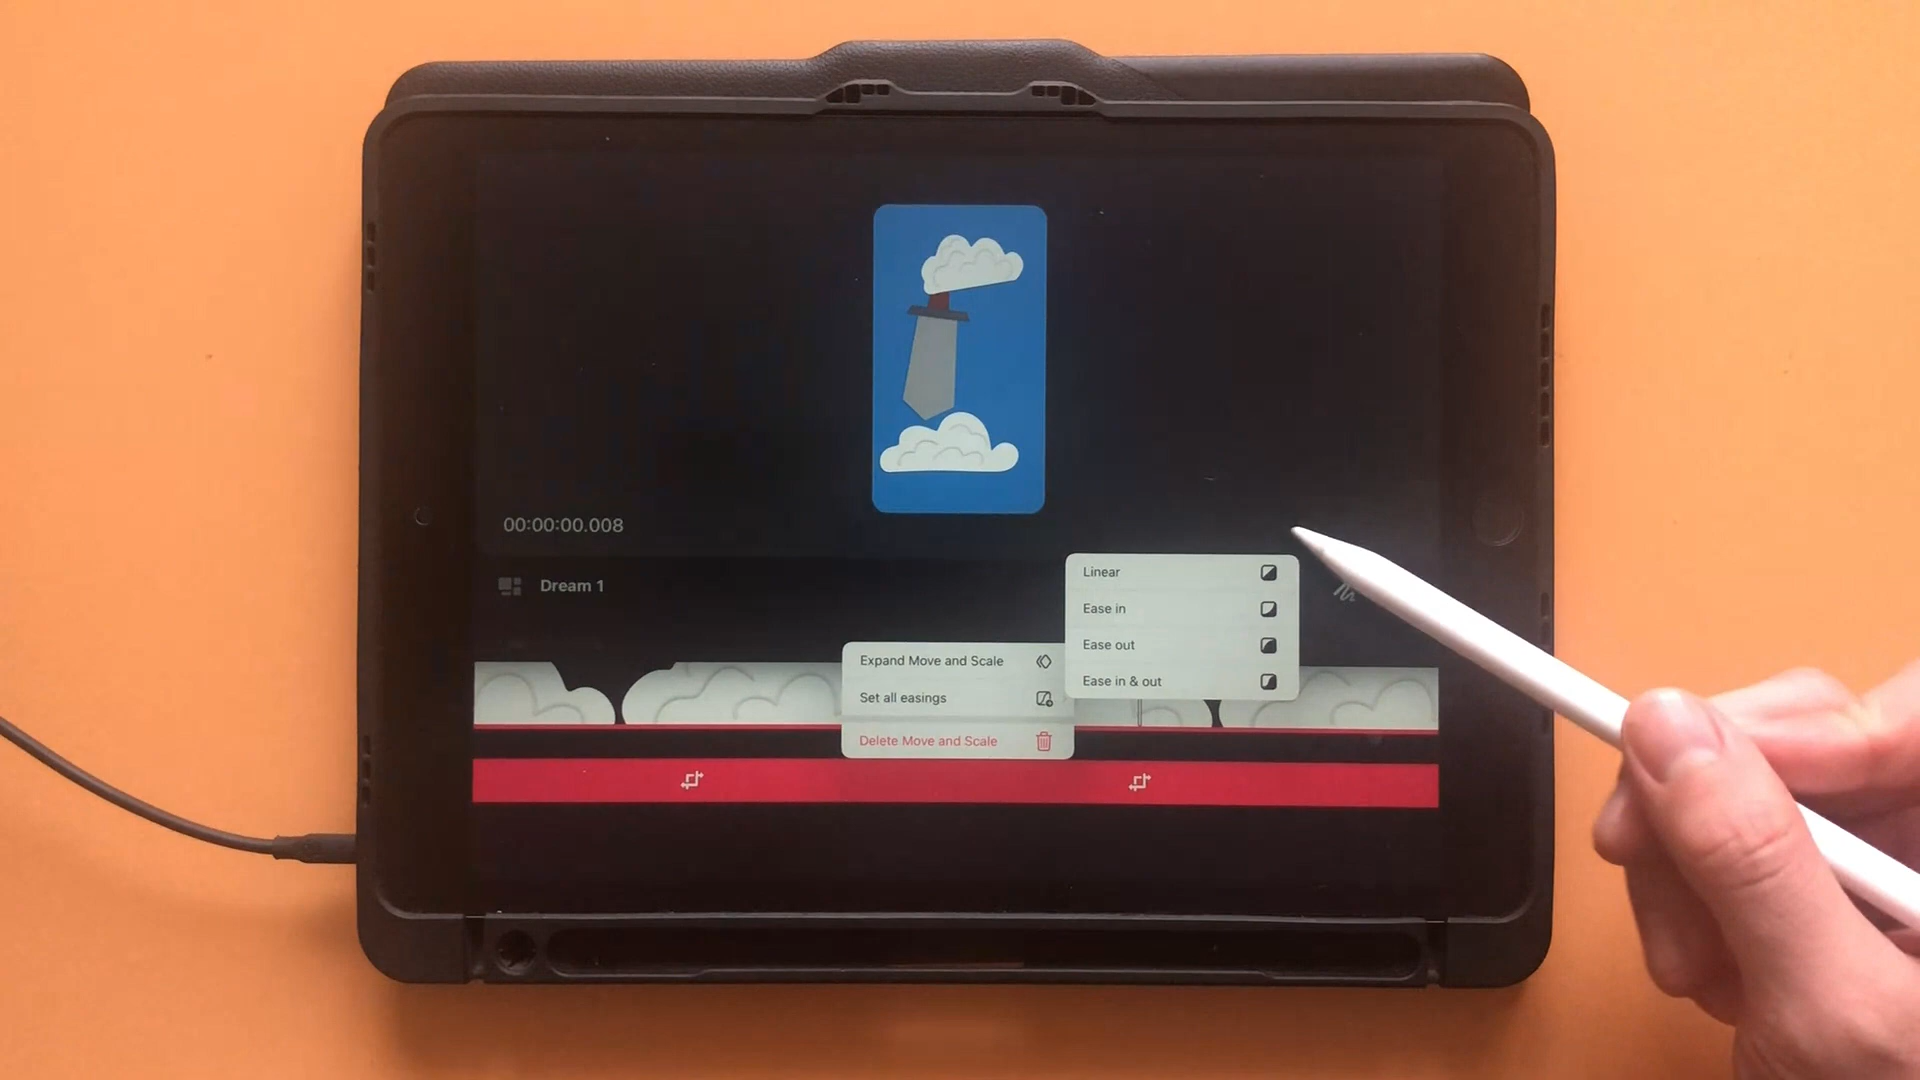 00:00:00.008
Dream 1
Linear
Ease in
Ease out
Ease in & out
Expand Move and Scale
Set all easings
Delete Move and Scale